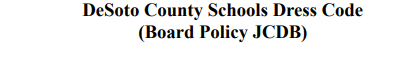 DeSoto County Schools Dress Code
(Board Policy JCDB)